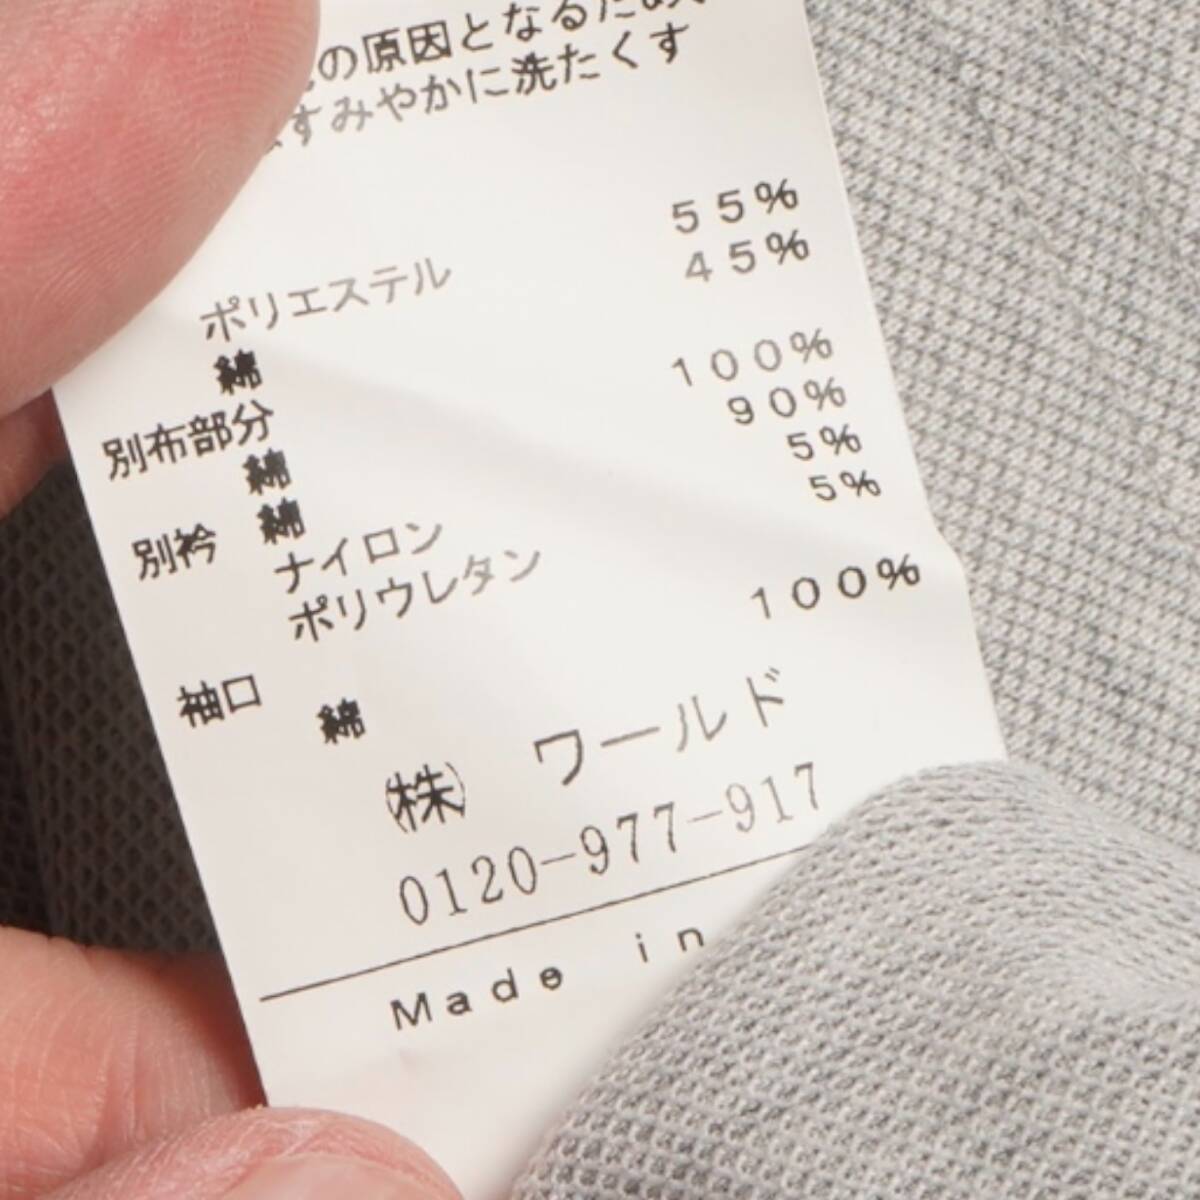 の原因となるため
すみやかに洗たくす
ポリエステル 55%
綿 45%
別布部分
綿 100%
別衿 綿 90%
ナイロン 5%
ポリウレタン 5%
袖口
綿 100%
(株) ワールド
0120-977-917
Made in